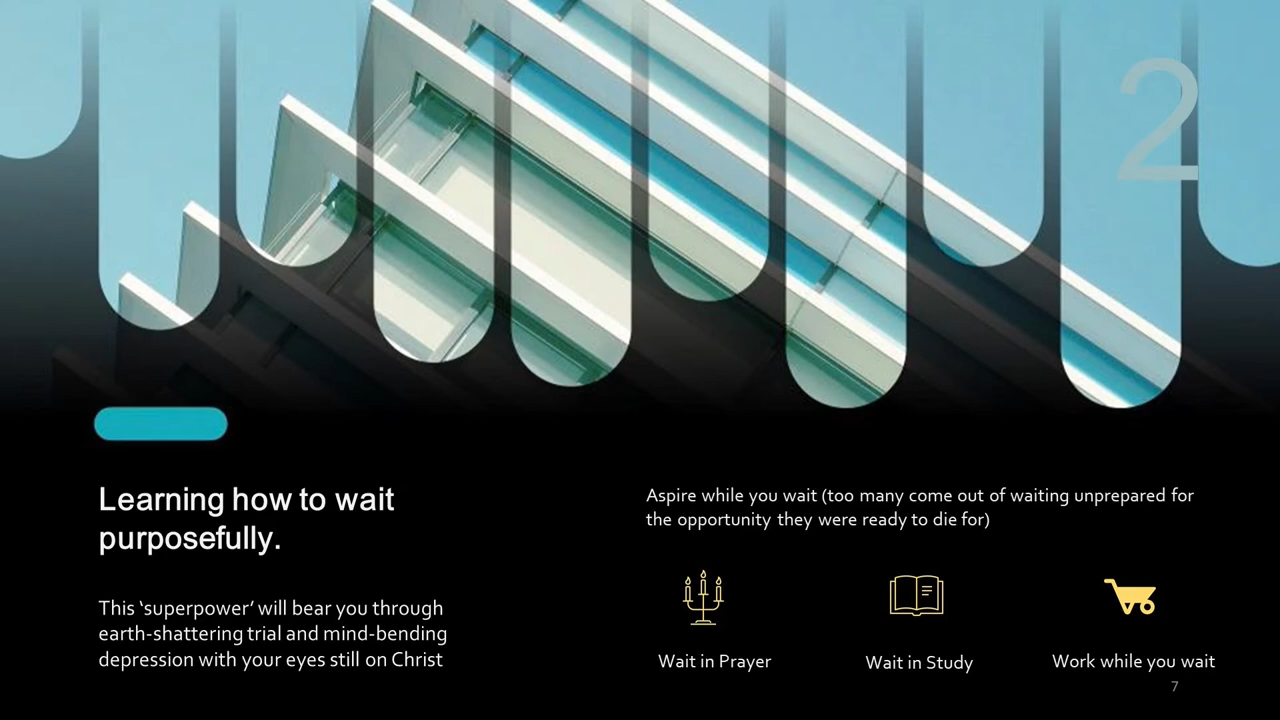 2
Learning how to wait
purposefully.
This ‘superpower’ will bear you through
earth-shattering trial and mind-bending
depression with your eyes still on Christ
Aspire while you wait (too many come out of waiting unprepared for
the opportunity they were ready to die for)
Wait in Prayer
Wait in Study
Work while you wait
7